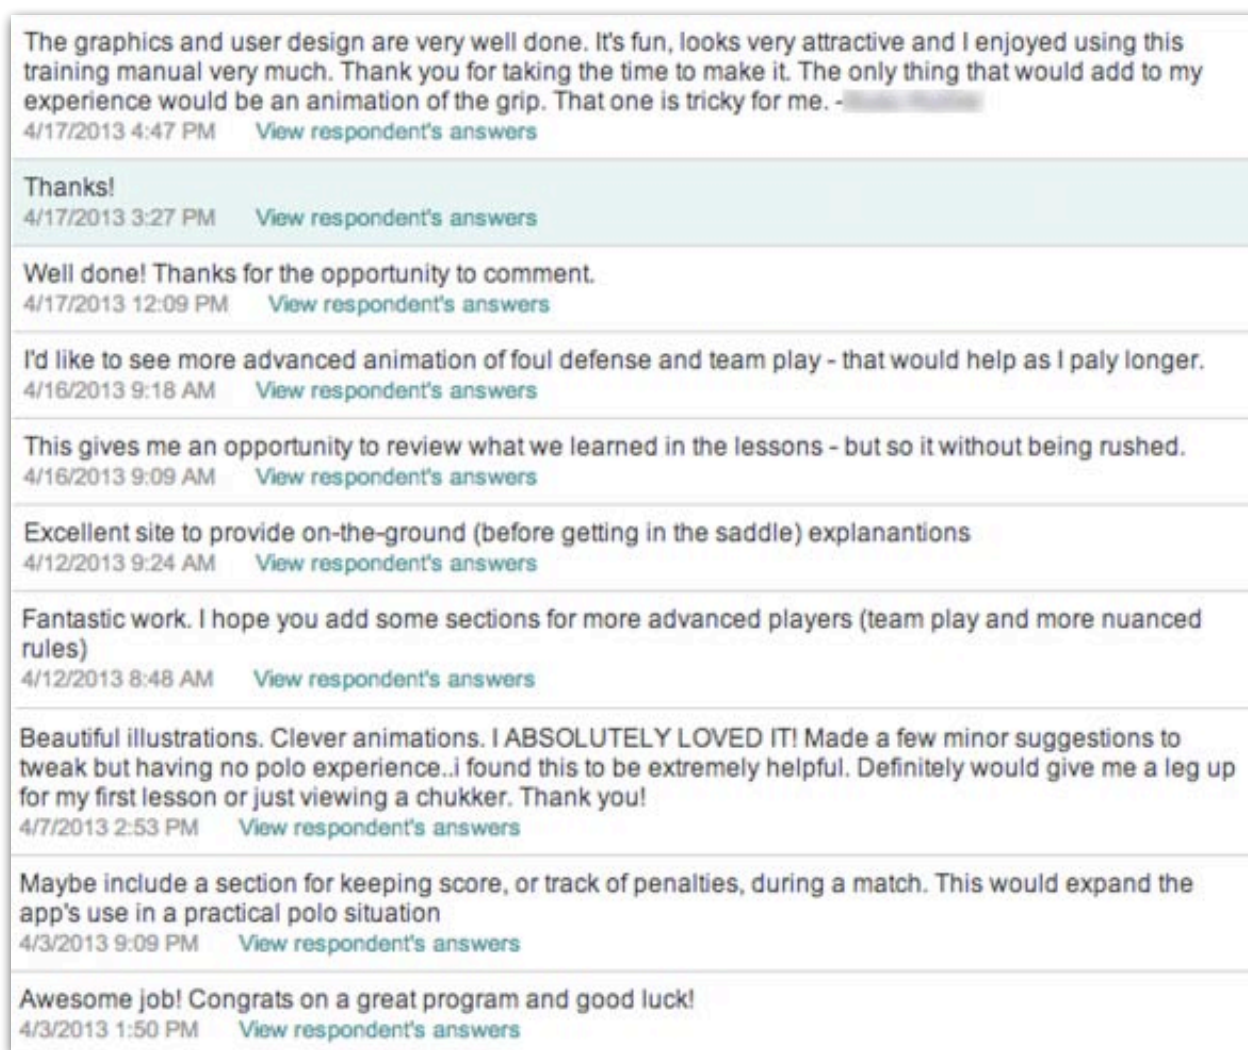 The graphics and user design are very well done. It's fun, looks very attractive and I enjoyed using this
training manual very much. Thank you for taking the time to make it. The only thing that would add to my
experience would be an animation of the grip. That one is tricky for me. -
4/17/2013 4:47 PM View respondent's answers
Thanks!
4/17/2013 3:27 PM View respondent's answers
Well done! Thanks for the opportunity to comment.
4/17/2013 12:09 PM View respondent's answers
I'd like to see more advanced animation of foul defense and team play - that would help as I paly longer.
4/16/2013 9:18 AM View respondent's answers
This gives me an opportunity to review what we learned in the lessons - but so it without being rushed.
4/16/2013 9:09 AM View respondent's answers
Excellent site to provide on-the-ground (before getting in the saddle) explanantions
4/12/2013 9:24 AM View respondent's answers
Fantastic work. I hope you add some sections for more advanced players (team play and more nuanced
rules)
4/12/2013 8:48 AM View respondent's answers
Beautiful illustrations. Clever animations. I ABSOLUTELY LOVED IT! Made a few minor suggestions to
tweak but having no polo experience..i found this to be extremely helpful. Definitely would give me a leg up
for my first lesson or just viewing a chukker. Thank you!
4/7/2013 2:53 PM View respondent's answers
Maybe include a section for keeping score, or track of penalties, during a match. This would expand the
app's use in a practical polo situation
4/3/2013 9:09 PM View respondent's answers
Awesome job! Congrats on a great program and good luck!
4/3/2013 1:50 PM View respondent's answers